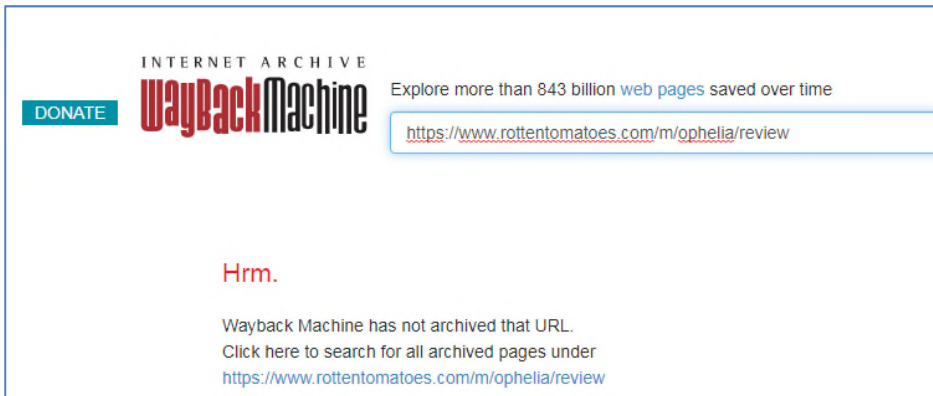 INTERNET ARCHIVE
WayBackMachine
DONATE
Explore more than 843 billion web pages saved over time
https://www.rottentomatoes.com/m/ophelia/review
Hrm.
Wayback Machine has not archived that URL.
Click here to search for all archived pages under
https://www.rottentomatoes.com/m/ophelia/review